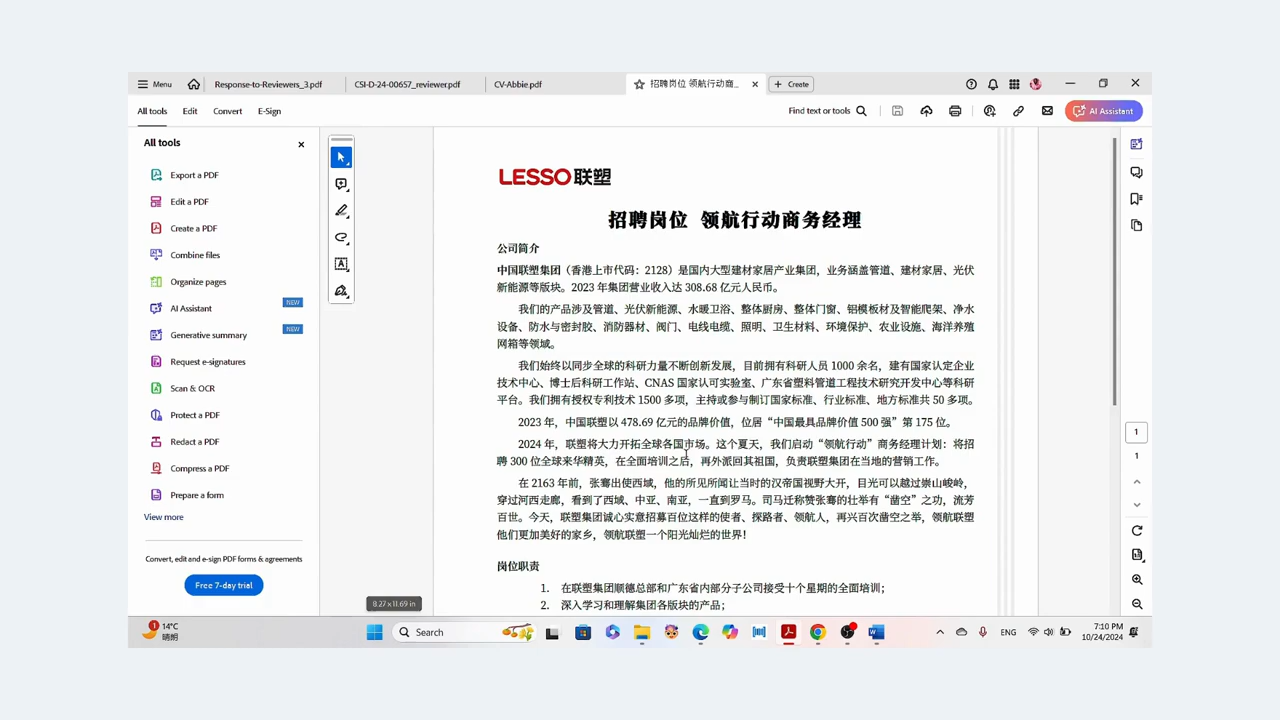 Menu
Response-to-Reviewers_3.pdf
CSI-D-24-00657_reviewer.pdf
CV-Abbie.pdf
招聘岗位 领航行动商...
Create
All tools
Edit
Convert
E-Sign
Find text or tools
AI Assistant
All tools
Export a PDF
Edit a PDF
Create a PDF
Combine files
Organize pages
AI Assistant
NEW
Generative summary
NEW
Request e-signatures
Scan & OCR
Protect a PDF
Redact a PDF
Compress a PDF
Prepare a form
View more
Convert, edit and e-sign PDF forms & agreements
Free 7-day trial
LESSO 联塑
招聘岗位 领航行动商务经理
公司简介
中国联塑集团（香港上市代码：2128）是国内大型建材家居产业集团，业务涵盖管道、建材家居、光伏
新能源等版块。2023 年集团营业收入达 308.68 亿元人民币。
我们的产品涉及管道、光伏新能源、水暖卫浴、整体厨房、整体门窗、铝模板材及智能爬架、净水
设备、防水与密封胶、消防器材、阀门、电线电缆、照明、卫生材料、环境保护、农业设施、海洋养殖
网箱等领域。
我们始终以同步全球的科研力量不断创新发展，目前拥有科研人员 1000 余名，建有国家认定企业
技术中心、博士后科研工作站、CNAS 国家认可实验室、广东省塑料管道工程技术研究开发中心等科研
平台。我们拥有授权专利技术 1500 多项，主持或参与制订国家标准、行业标准、地方标准共 50 多项。
2023 年，中国联塑以 478.69 亿元的品牌价值，位居“中国最具品牌价值 500 强”第 175 位。
2024 年，联塑将大力开拓全球各国市场。这个夏天，我们启动“领航行动”商务经理计划：将招
聘 300 位全球来华精英，在全面培训之后，再外派回其祖国，负责联塑集团在当地的营销工作。
在 2163 年前，张骞出使西域，他的所见所闻让当时的汉帝国视野大开，目光可以越过崇山峻岭，
穿过河西走廊，看到了西域、中亚、南亚，一直到罗马。司马迁称赞张骞的壮举有“凿空”之功，流芳
百世。今天，联塑集团诚心实意招募百位这样的使者、探路者、领航人，再兴百次凿空之举，领航联塑
他们更加美好的家乡，领航联塑一个阳光灿烂的世界！
岗位职责
1. 在联塑集团顺德总部和广东省内部分子公司接受十个星期的全面培训；
2. 深入学习和理解集团各版块的产品；
8.27 x 11.69 in
1
1
1
14°C
晴朗
Search
ENG
7:10 PM
10/24/2024